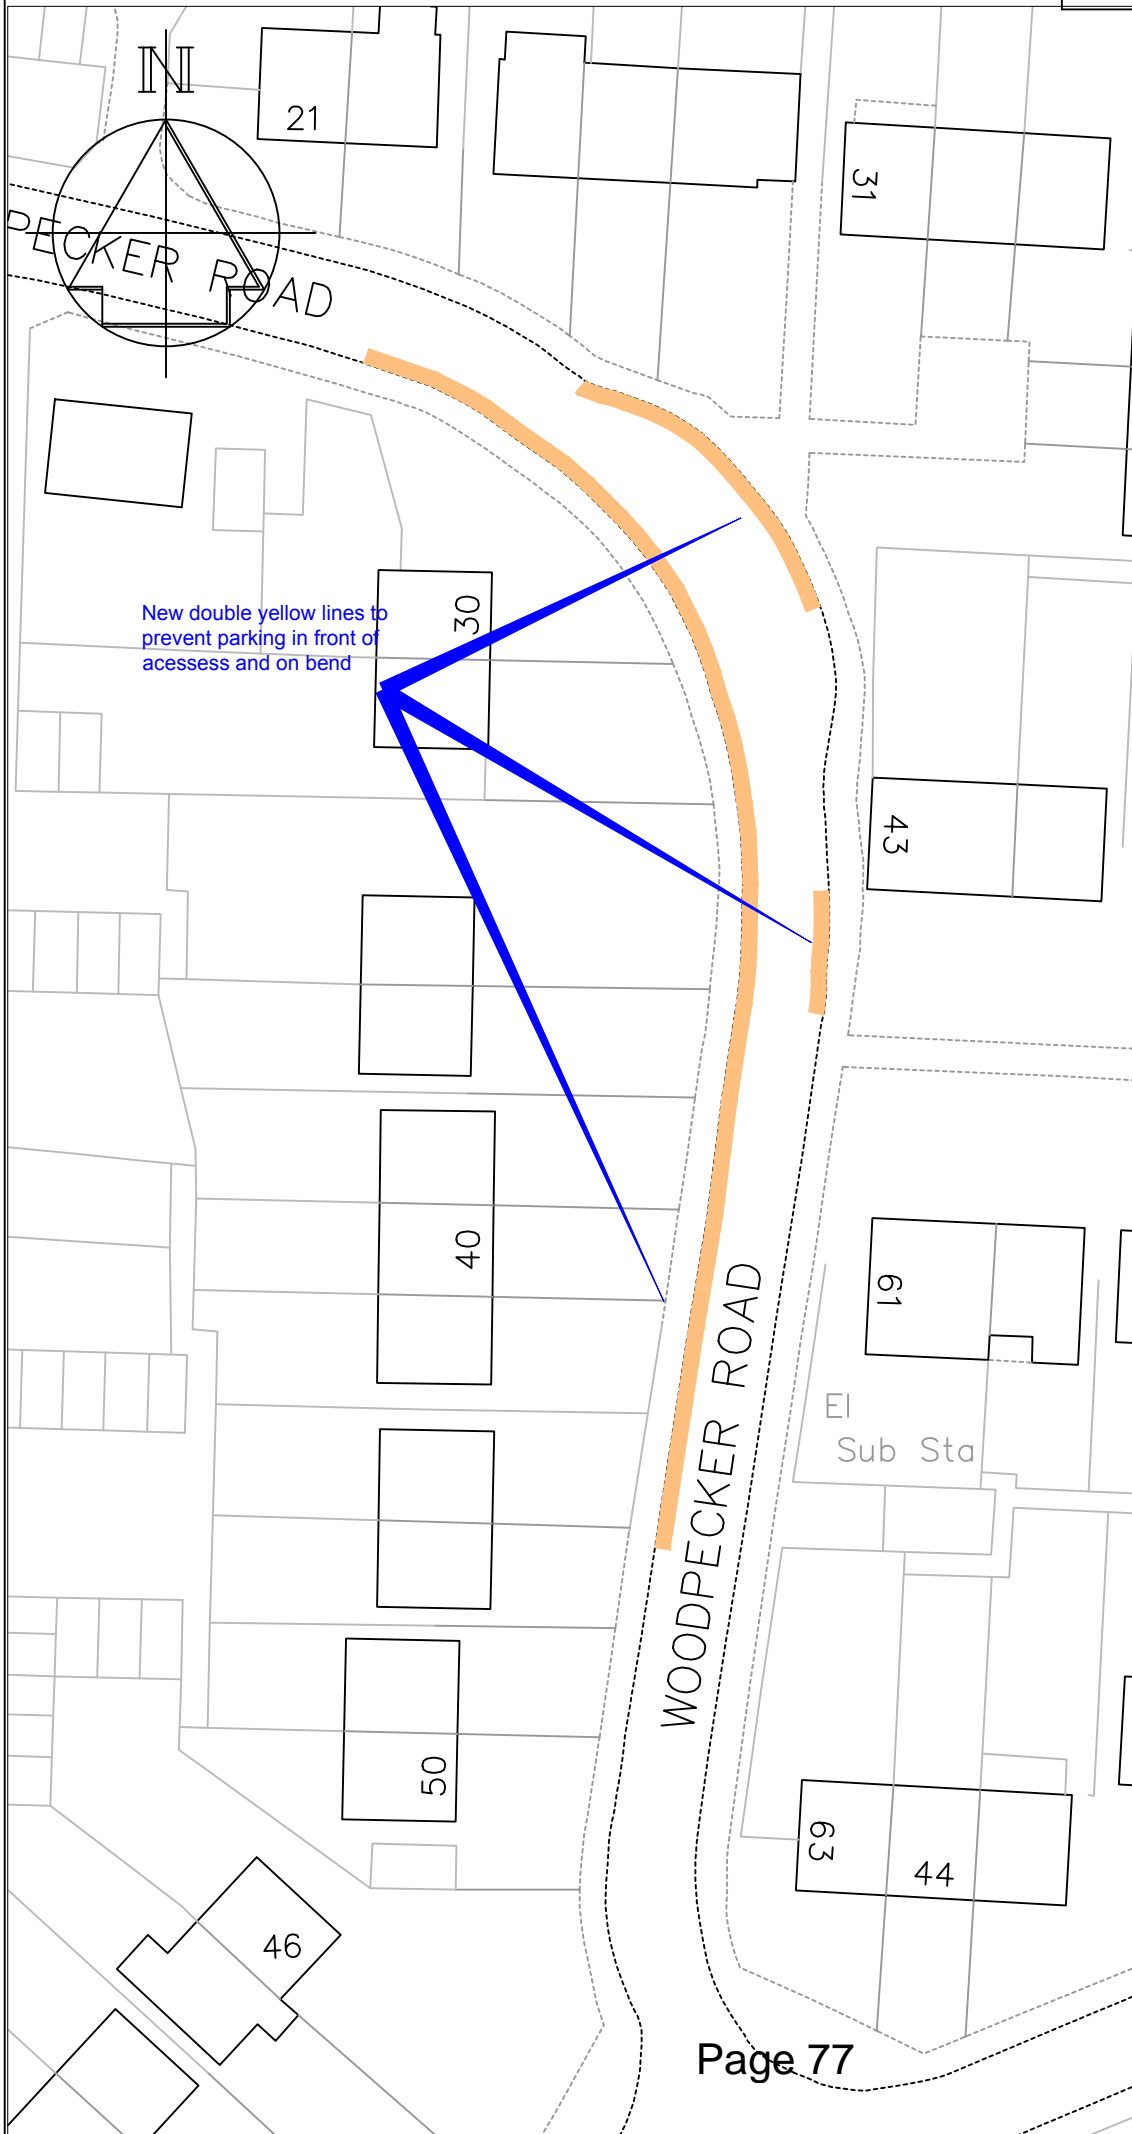 N
21
31
PECKER ROAD
30
New double yellow lines to
prevent parking in front of
acessess and on bend
43
40
61
El
Sub Sta
WOODPECKER ROAD
50
63
44
46
Page 77